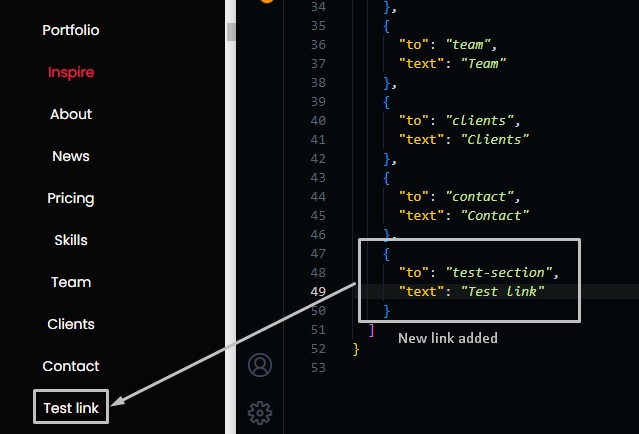 Portfolio
Inspire
About
News
Pricing
Skills
Team
Clients
Contact
Test link
34 },
35 {
36 "to": "team",
37 "text": "Team"
38 },
39 {
40 "to": "clients",
41 "text": "Clients"
42 },
43 {
44 "to": "contact",
45 "text": "Contact"
46 },
47 {
48 "to": "test-section",
49 "text": "Test link"
50 }
51 ]
New link added
52 }
53